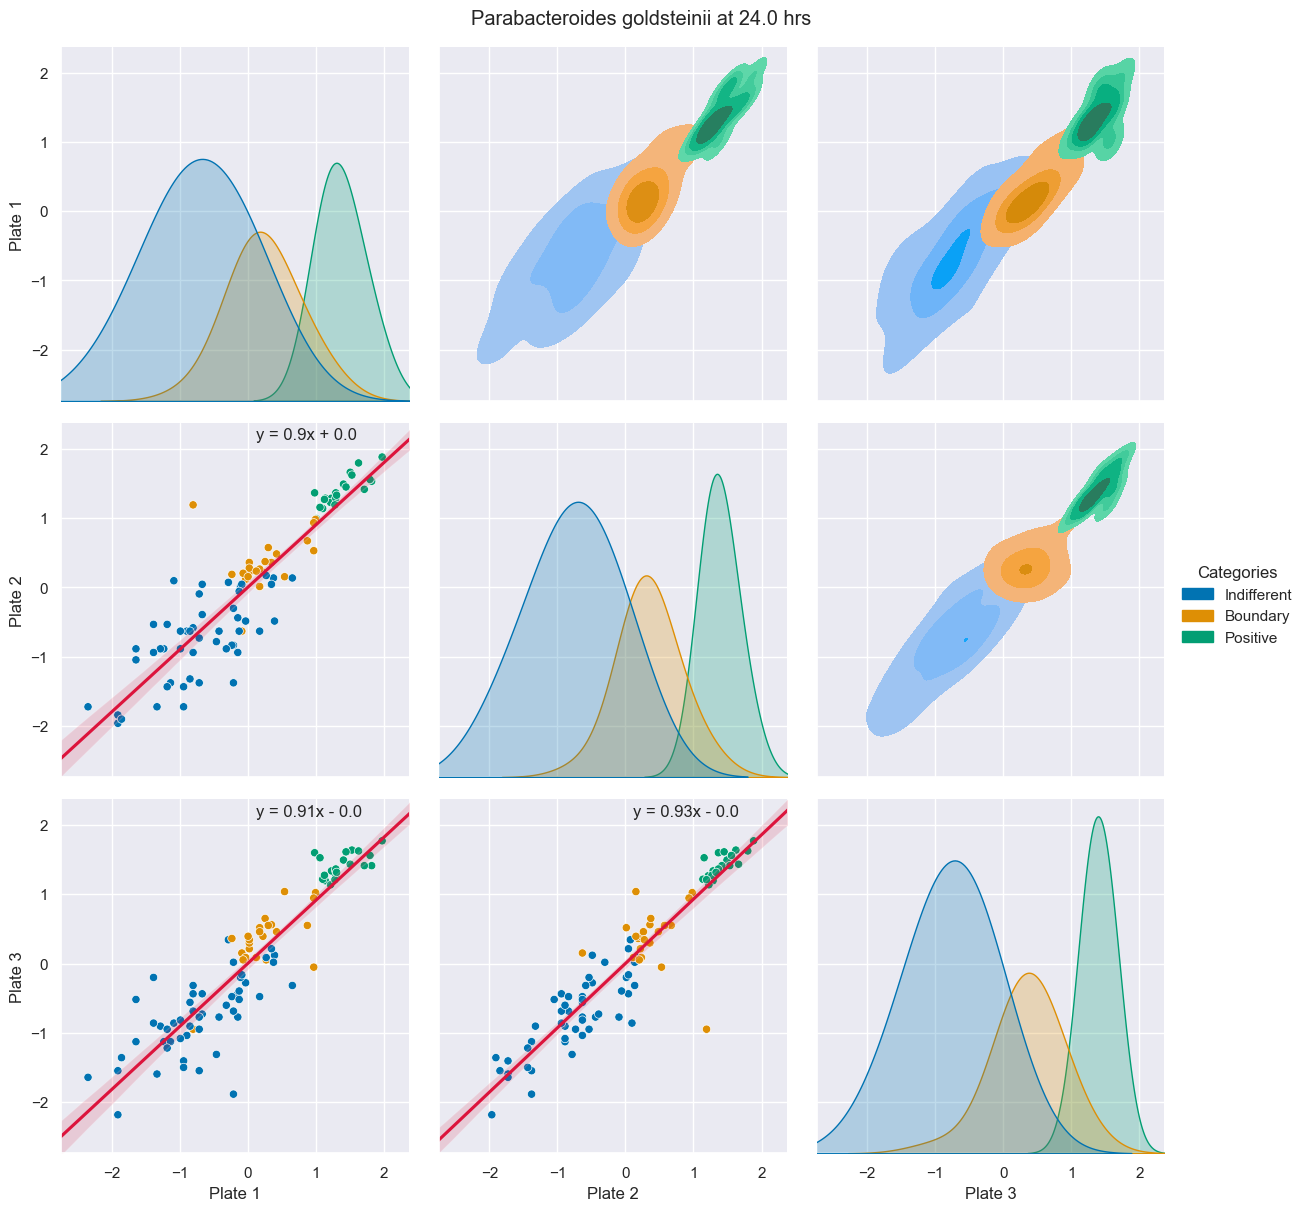 Parabacteroides goldsteinii at 24.0 hrs
2
1
0
−1
−2
Plate 1
y = 0.9x + 0.0
2
1
0
−1
−2
Plate 2
Categories
Indifferent
Boundary
Positive
y = 0.91x - 0.0
y = 0.93x - 0.0
2
1
0
−1
−2
Plate 3
−2 −1 0 1 2
−2 −1 0 1 2
−2 −1 0 1 2
Plate 1
Plate 2
Plate 3